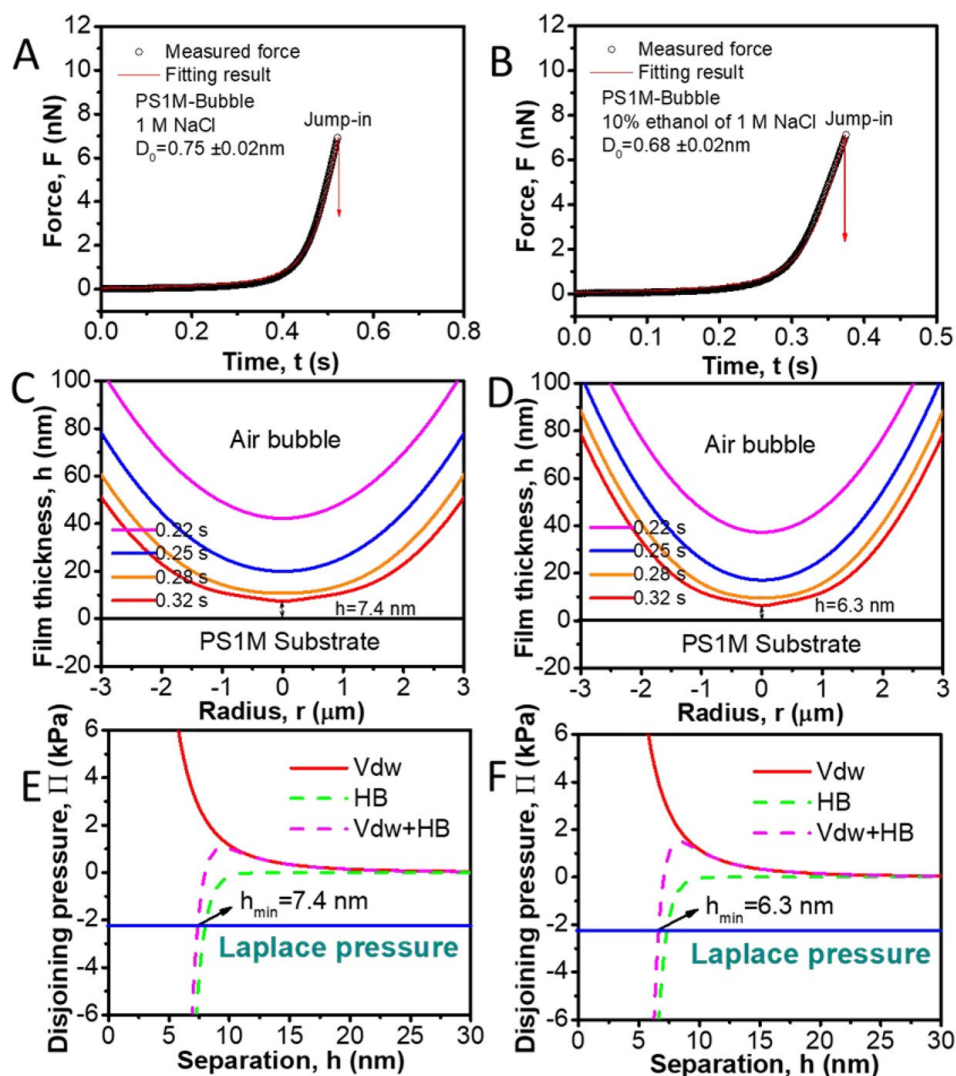 A
Force, F (nN)
12
10
8
6
4
2
0
Measured force
Fitting result
PS1M-Bubble
1 M NaCl
D₀=0.75 ±0.02nm
Jump-in
0.0 0.2 0.4 0.6 0.8
Time, t (s)
B
Force, F (nN)
12
10
8
6
4
2
0
Measured force
Fitting result
PS1M-Bubble
10% ethanol of 1 M NaCl
D₀=0.68 ±0.02nm
Jump-in
0.0 0.1 0.2 0.3 0.4 0.5
Time, t (s)
C
Film thickness, h (nm)
100
80
60
40
20
0
-20
Air bubble
0.22 s
0.25 s
0.28 s
0.32 s
h=7.4 nm
PS1M Substrate
-3 -2 -1 0 1 2 3
Radius, r (μm)
D
Film thickness, h (nm)
100
80
60
40
20
0
-20
Air bubble
0.22 s
0.25 s
0.28 s
0.32 s
h=6.3 nm
PS1M Substrate
-3 -2 -1 0 1 2 3
Radius, r (μm)
E
Disjoining pressure, Π (kPa)
6
4
2
0
-2
-4
-6
Vdw
HB
Vdw+HB
hmin=7.4 nm
Laplace pressure
0 5 10 15 20 25 30
Separation, h (nm)
F
Disjoining pressure, Π (kPa)
6
4
2
0
-2
-4
-6
Vdw
HB
Vdw+HB
hmin=6.3 nm
Laplace pressure
0 5 10 15 20 25 30
Separation, h (nm)